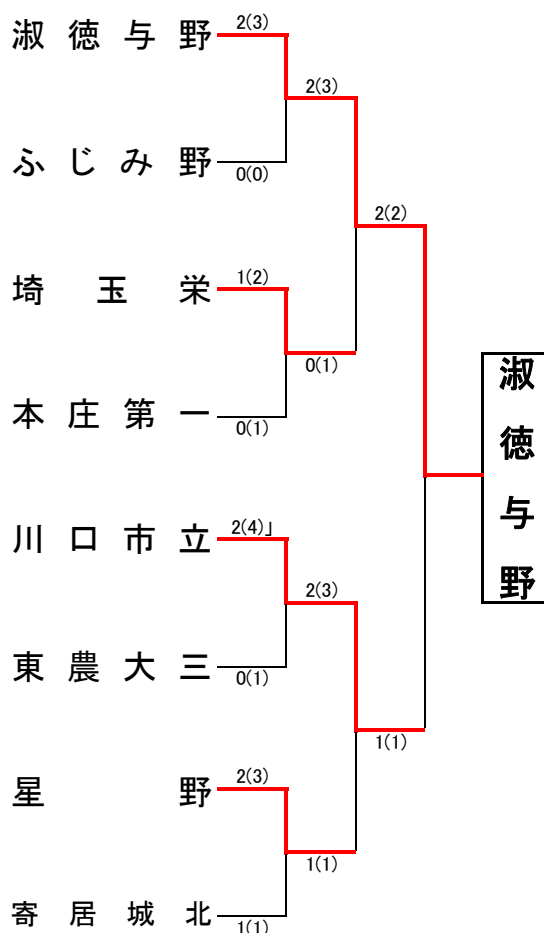 淑徳与野
2(3)
2(3)
ふじみ野
0(0)
2(2)
埼玉栄
1(2)
0(1)
本庄第一
0(1)
淑徳与野
川口市立
2(4)」
2(3)
東農大三
0(1)
1(1)
星野
2(3)
1(1)
寄居城北
1(1)